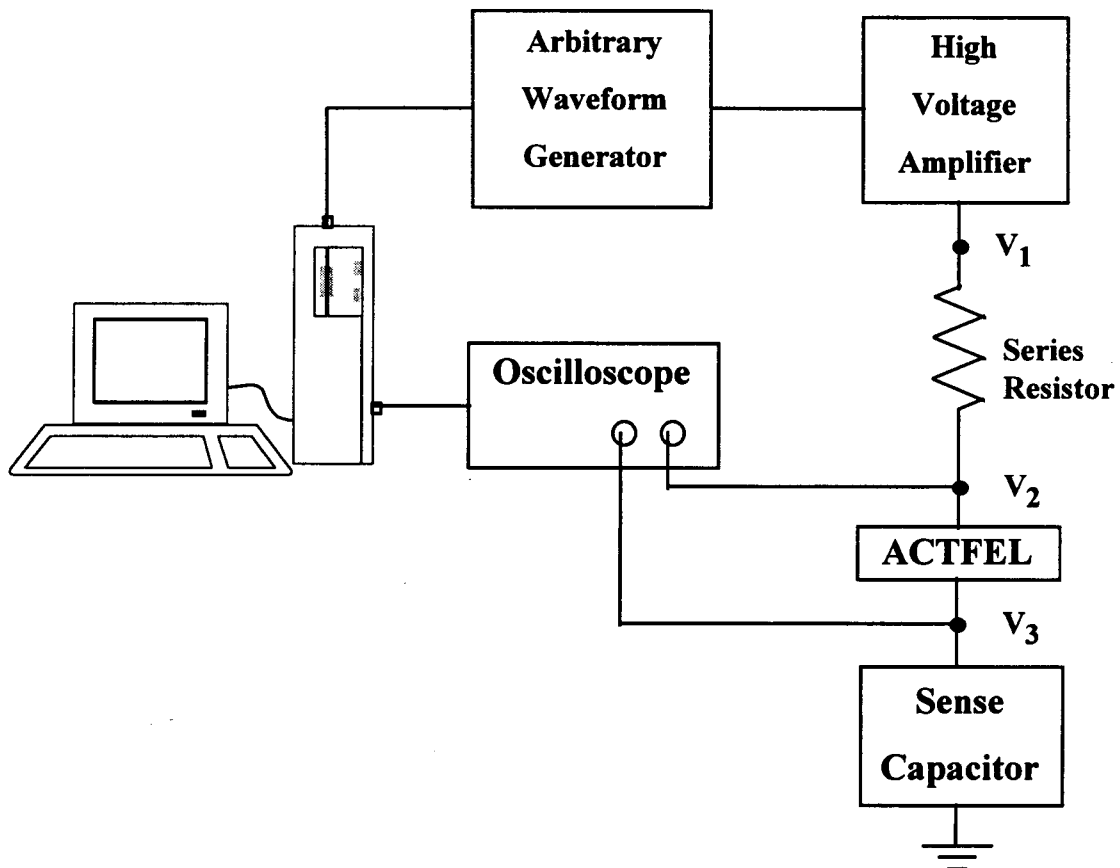 Arbitrary
Waveform
Generator
High
Voltage
Amplifier
V1
Series
Resistor
Oscilloscope
V2
ACTFEL
V3
Sense
Capacitor